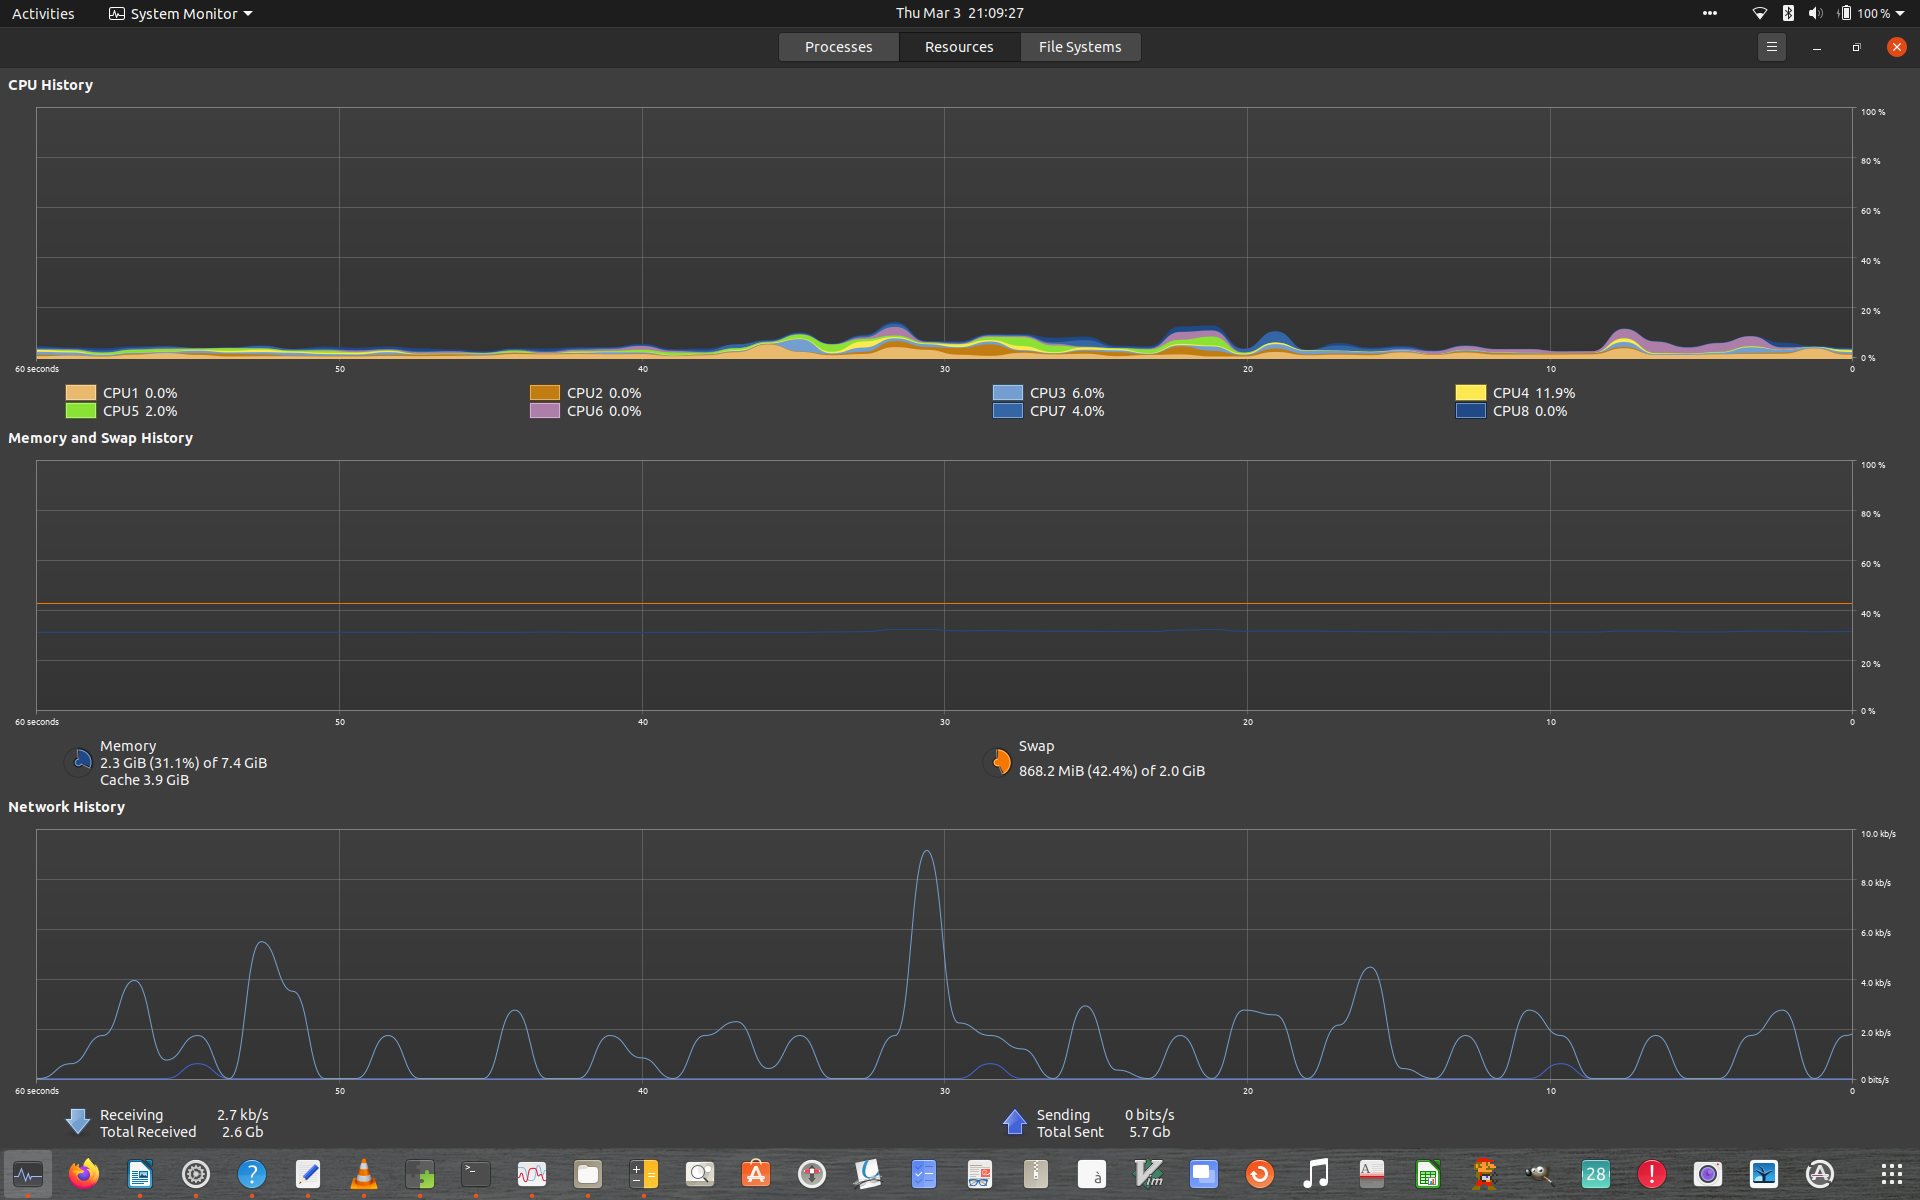 Activities System Monitor Thu Mar 3 21:09:27 100 %
Processes Resources File Systems
CPU History
100 %
80 %
60 %
40 %
20 %
0 %
60 seconds 50 40 30 20 10 0
CPU1 0.0% CPU2 0.0% CPU3 6.0% CPU4 11.9%
CPU5 2.0% CPU6 0.0% CPU7 4.0% CPU8 0.0%
Memory and Swap History
100 %
80 %
60 %
40 %
20 %
0 %
60 seconds 50 40 30 20 10 0
Memory
2.3 GiB (31.1%) of 7.4 GiB
Cache 3.9 GiB
Swap
868.2 MiB (42.4%) of 2.0 GiB
Network History
10.0 kb/s
8.0 kb/s
6.0 kb/s
4.0 kb/s
2.0 kb/s
0 bits/s
60 seconds 50 40 30 20 10 0
Receiving 2.7 kb/s Sending 0 bits/s
Total Received 2.6 Gb Total Sent 5.7 Gb
? >_ à Vim A 28 !